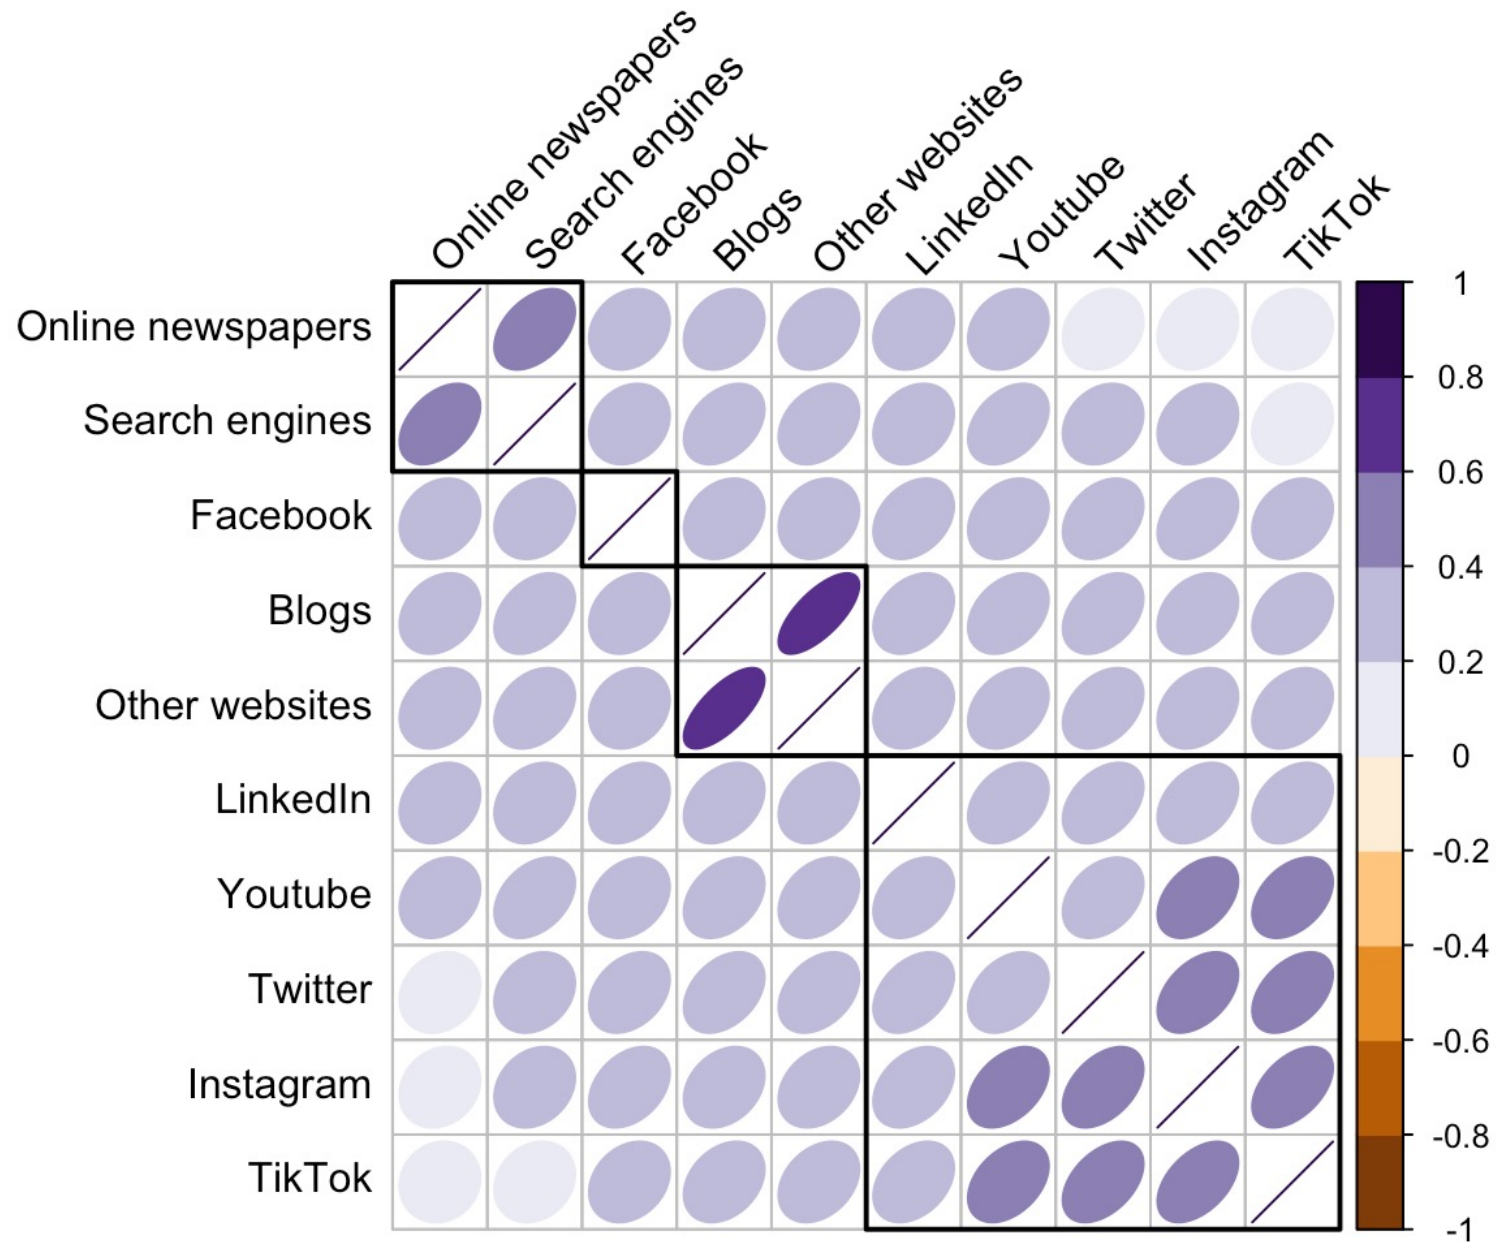 Online newspapers
Search engines
Facebook
Blogs
Other websites
LinkedIn
Youtube
Twitter
Instagram
TikTok
Online newspapers
Search engines
Facebook
Blogs
Other websites
LinkedIn
Youtube
Twitter
Instagram
TikTok
1
0.8
0.6
0.4
0.2
0
-0.2
-0.4
-0.6
-0.8
-1